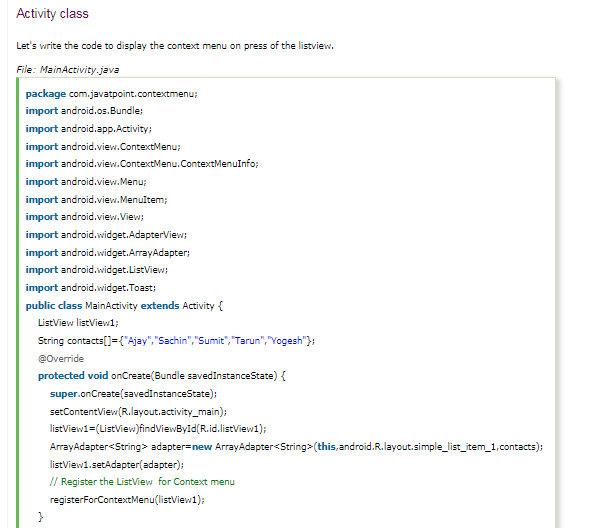 Activity class
Let's write the code to display the context menu on press of the listview.
File: MainActivity.java
package com.javatpoint.contextmenu;
import android.os.Bundle;
import android.app.Activity;
import android.view.ContextMenu;
import android.view.ContextMenu.ContextMenuInfo;
import android.view.Menu;
import android.view.MenuItem;
import android.view.View;
import android.widget.AdapterView;
import android.widget.ArrayAdapter;
import android.widget.ListView;
import android.widget.Toast;
public class MainActivity extends Activity {
ListView listView1;
String contacts[]={"Ajay","Sachin","Sumit","Tarun","Yogesh"};
@Override
protected void onCreate(Bundle savedInstanceState) {
super.onCreate(savedInstanceState);
setContentView(R.layout.activity_main);
listView1=(ListView)findViewById(R.id.listView1);
ArrayAdapter<String> adapter=new ArrayAdapter<String>(this,android.R.layout.simple_list_item_1,contacts);
listView1.setAdapter(adapter);
// Register the ListView  for Context menu
registerForContextMenu(listView1);
}